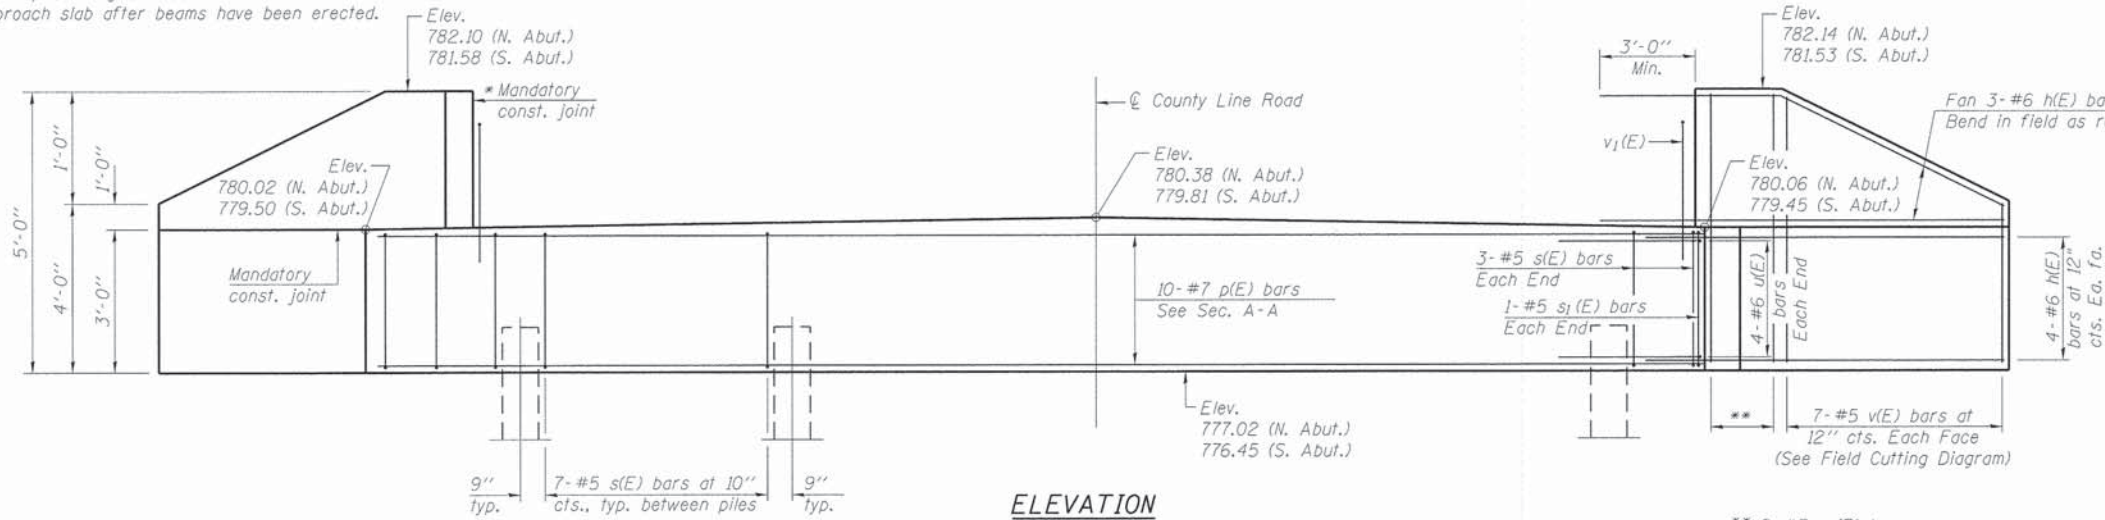 proach slab after beams have been erected.
Elev.
782.10 (N. Abut.)
781.58 (S. Abut.)
* Mandatory
const. joint
℄ County Line Road
3'-0"
Min.
Elev.
782.14 (N. Abut.)
781.53 (S. Abut.)
Fan 3-#6 h(E) ba
Bend in field as r
v1(E)
5'-0"
1'-0"
1'-0"
4'-0"
3'-0"
Elev.
780.02 (N. Abut.)
779.50 (S. Abut.)
Elev.
780.38 (N. Abut.)
779.81 (S. Abut.)
Elev.
780.06 (N. Abut.)
779.45 (S. Abut.)
Mandatory
const. joint
10-#7 p(E) bars
See Sec. A-A
3-#5 s(E) bars
Each End
1-#5 s1(E) bars
Each End
4-#6 u(E)
bars
Each End
4-#6 h(E)
bars at 12"
cts. Ea. fa.
Elev.
777.02 (N. Abut.)
776.45 (S. Abut.)
**
7-#5 v(E) bars at
12" cts. Each Face
(See Field Cutting Diagram)
9"
typ.
7-#5 s(E) bars at 10"
cts., typ. between piles
9"
typ.
ELEVATION